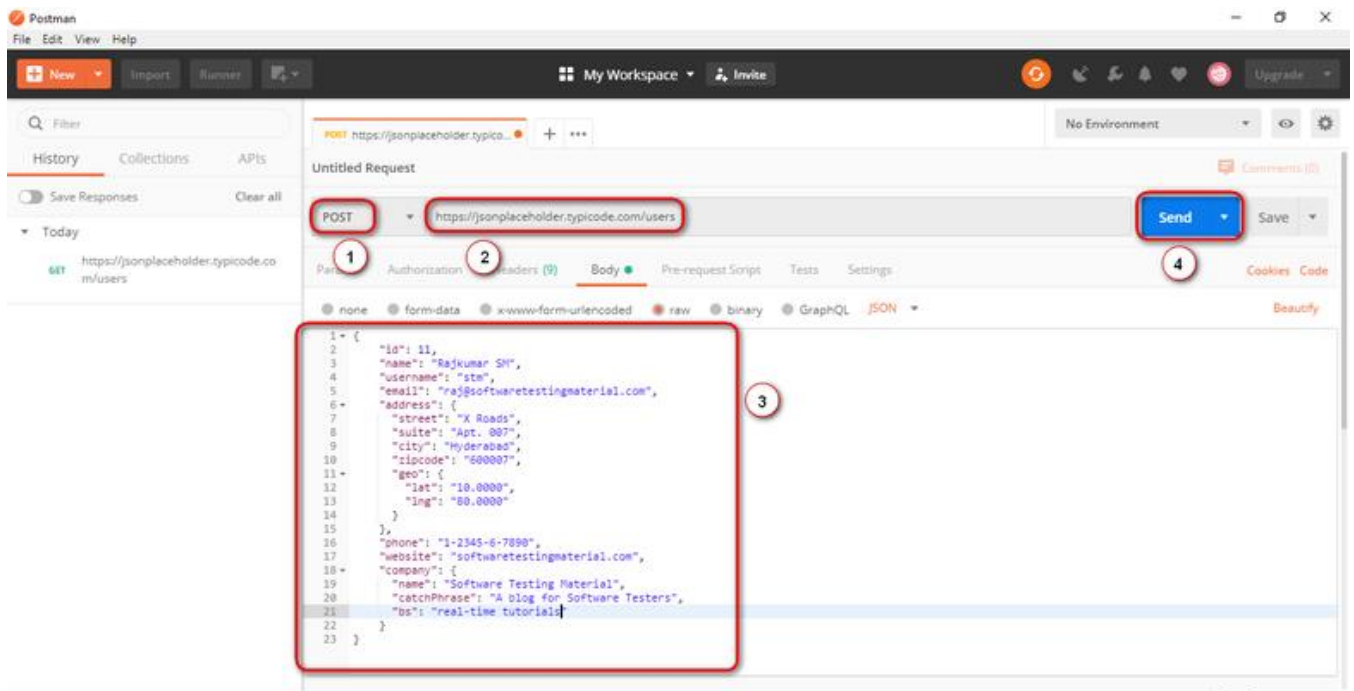 Postman
File Edit View Help
New Import Runner My Workspace Invite Upgrade
Filter
History Collections APIs
Save Responses Clear all
Today
GET https://jsonplaceholder.typicode.co
m/users
POST https://jsonplaceholder.typico... + •••
No Environment
Untitled Request
Comments (0)
POST https://jsonplaceholder.typicode.com/users Send Save
1 2 4
Authorization Body Pre-request Script Tests Settings Cookies Code
(9)
none form-data x-www-form-urlencoded raw binary GraphQL JSON Beautify
1 {
2 "id": 11,
3 "name": "Rajkumar SM",
4 "username": "stm",
5 "email": "raj@softwaretestingmaterial.com",
6 "address": {
7 "street": "X Roads",
8 "suite": "Apt. 007",
9 "city": "Hyderabad",
10 "zipcode": "600007",
11 "geo": {
12 "lat": "10.0000",
13 "lng": "80.0000"
14 }
15 },
16 "phone": "1-2345-6-7890",
17 "website": "softwaretestingmaterial.com",
18 "company": {
19 "name": "Software Testing Material",
20 "catchPhrase": "A blog for Software Testers",
21 "bs": "real-time tutorials"
22 }
23 }
3